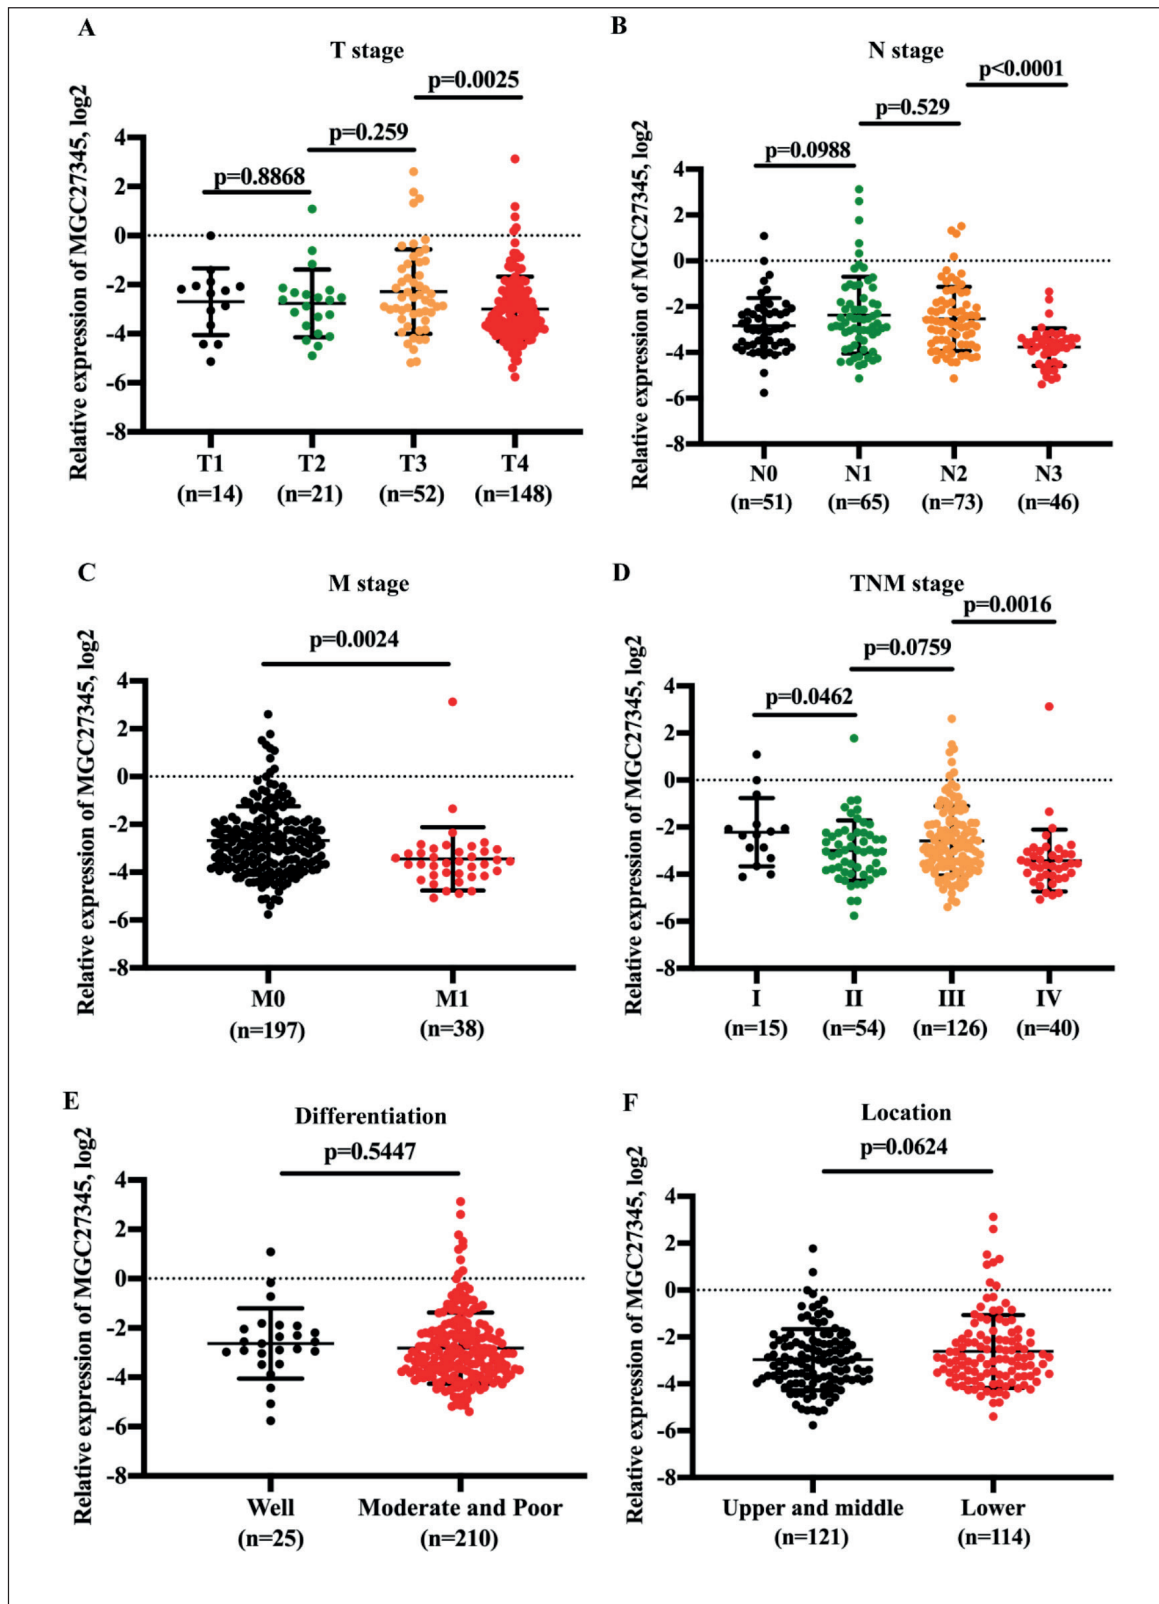 A
T stage
p=0.0025
p=0.259
p=0.8868
Relative expression of MGC27345, log2
4
2
0
-2
-4
-6
-8
T1
T2
T3
T4
(n=14)
(n=21)
(n=52)
(n=148)
B
N stage
p<0.0001
p=0.529
p=0.0988
Relative expression of MGC27345, log2
4
2
0
-2
-4
-6
-8
N0
N1
N2
N3
(n=51)
(n=65)
(n=73)
(n=46)
C
M stage
p=0.0024
Relative expression of MGC27345, log2
4
2
0
-2
-4
-6
-8
M0
M1
(n=197)
(n=38)
D
TNM stage
p=0.0016
p=0.0759
p=0.0462
Relative expression of MGC27345, log2
4
2
0
-2
-4
-6
-8
I
II
III
IV
(n=15)
(n=54)
(n=126)
(n=40)
E
Differentiation
p=0.5447
Relative expression of MGC27345, log2
4
2
0
-2
-4
-6
-8
Well
Moderate and Poor
(n=25)
(n=210)
F
Location
p=0.0624
Relative expression of MGC27345, log2
4
2
0
-2
-4
-6
-8
Upper and middle
Lower
(n=121)
(n=114)